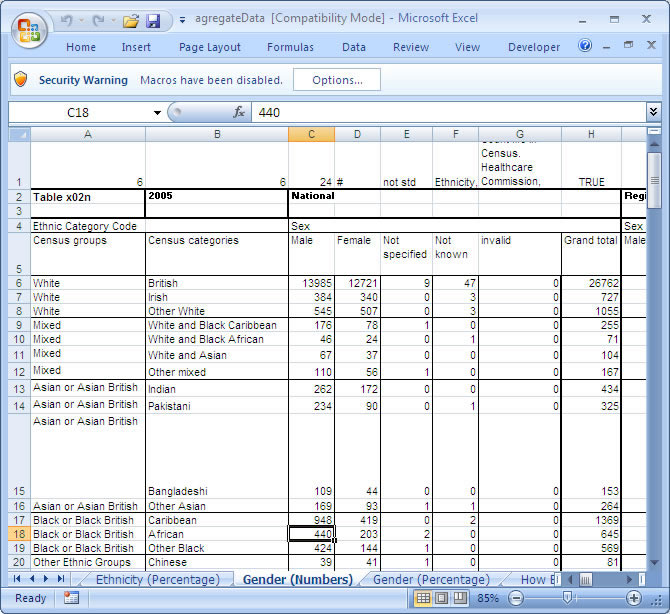 agregateData [Compatibility Mode] - Microsoft Excel
Home Insert Page Layout Formulas Data Review View Developer
Security Warning Macros have been disabled. Options...
C18 fx 440
A B C D E F G H
Census.
Healthcare
1 6 6 24 # not std Ethnicity, Commission, TRUE
2 Table x02n 2005 National Regi
3
4 Ethnic Category Code Sex Sex
Census groups Census categories Male Female Not specified Not known invalid Grand total Male
5
6 White British 13985 12721 9 47 0 26762
7 White Irish 384 340 0 3 0 727
8 White Other White 545 507 0 3 0 1055
9 Mixed White and Black Caribbean 176 78 1 0 0 255
10 Mixed White and Black African 46 24 0 1 0 71
11 Mixed White and Asian 67 37 0 0 0 104
12 Mixed Other mixed 110 56 1 0 0 167
13 Asian or Asian British Indian 262 172 0 0 0 434
14 Asian or Asian British Pakistani 234 90 0 1 0 325
Asian or Asian British
15 Bangladeshi 109 44 0 0 0 153
16 Asian or Asian British Other Asian 169 93 1 1 0 264
17 Black or Black British Caribbean 948 419 0 2 0 1369
18 Black or Black British African 440 203 2 0 0 645
19 Black or Black British Other Black 424 144 1 0 0 569
20 Other Ethnic Groups Chinese 39 41 1 0 0 81
Ethnicity (Percentage) Gender (Numbers) Gender (Percentage) How E
Ready 85%